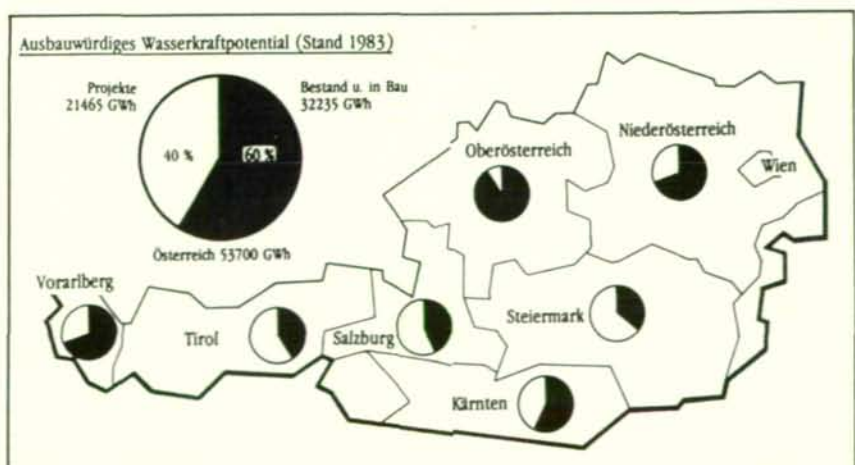 Ausbauwürdiges Wasserkraftpotential (Stand 1983)
Projekte
21465 GWh
Bestand u. in Bau
32235 GWh
40 %
60 %
Österreich 53700 GWh
Oberösterreich
Niederösterreich
Wien
Vorarlberg
Tirol
Salzburg
Steiermark
Kärnten